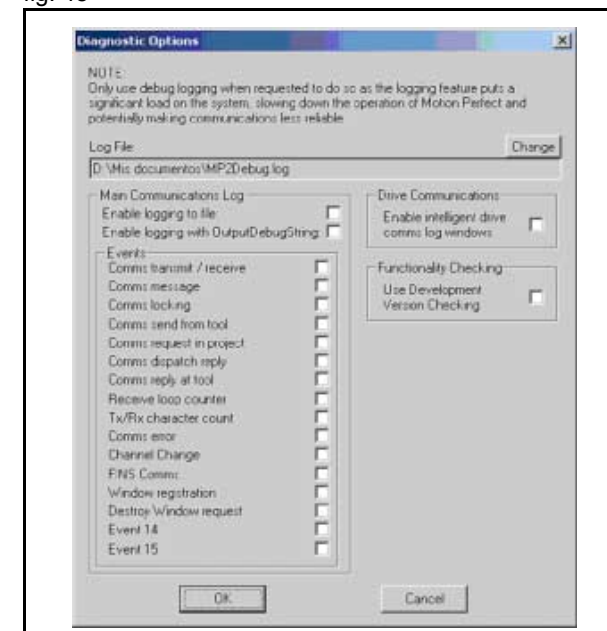 Diagnostic Options
NOTE:
Only use debug logging when requested to do so as the logging feature puts a
significant load on the system, slowing down the operation of Motion Perfect and
potentially making communications less reliable
Log File
Change
D:\Mis documentos\MP2Debug.log
Main Communications Log
Enable logging to file:
Enable logging with OutputDebugString:
Events
Comms transmit / receive
Comms message
Comms locking
Comms send from tool
Comms request in project
Comms dispatch reply
Comms reply at tool
Receive loop counter
Tx/Rx character count
Comms error
Channel Change
FINS Comms
Window registration
Destroy Window request
Event 14
Event 15
Drive Communications
Enable intelligent drive
comms log windows
Functionality Checking
Use Development
Version Checking
OK
Cancel